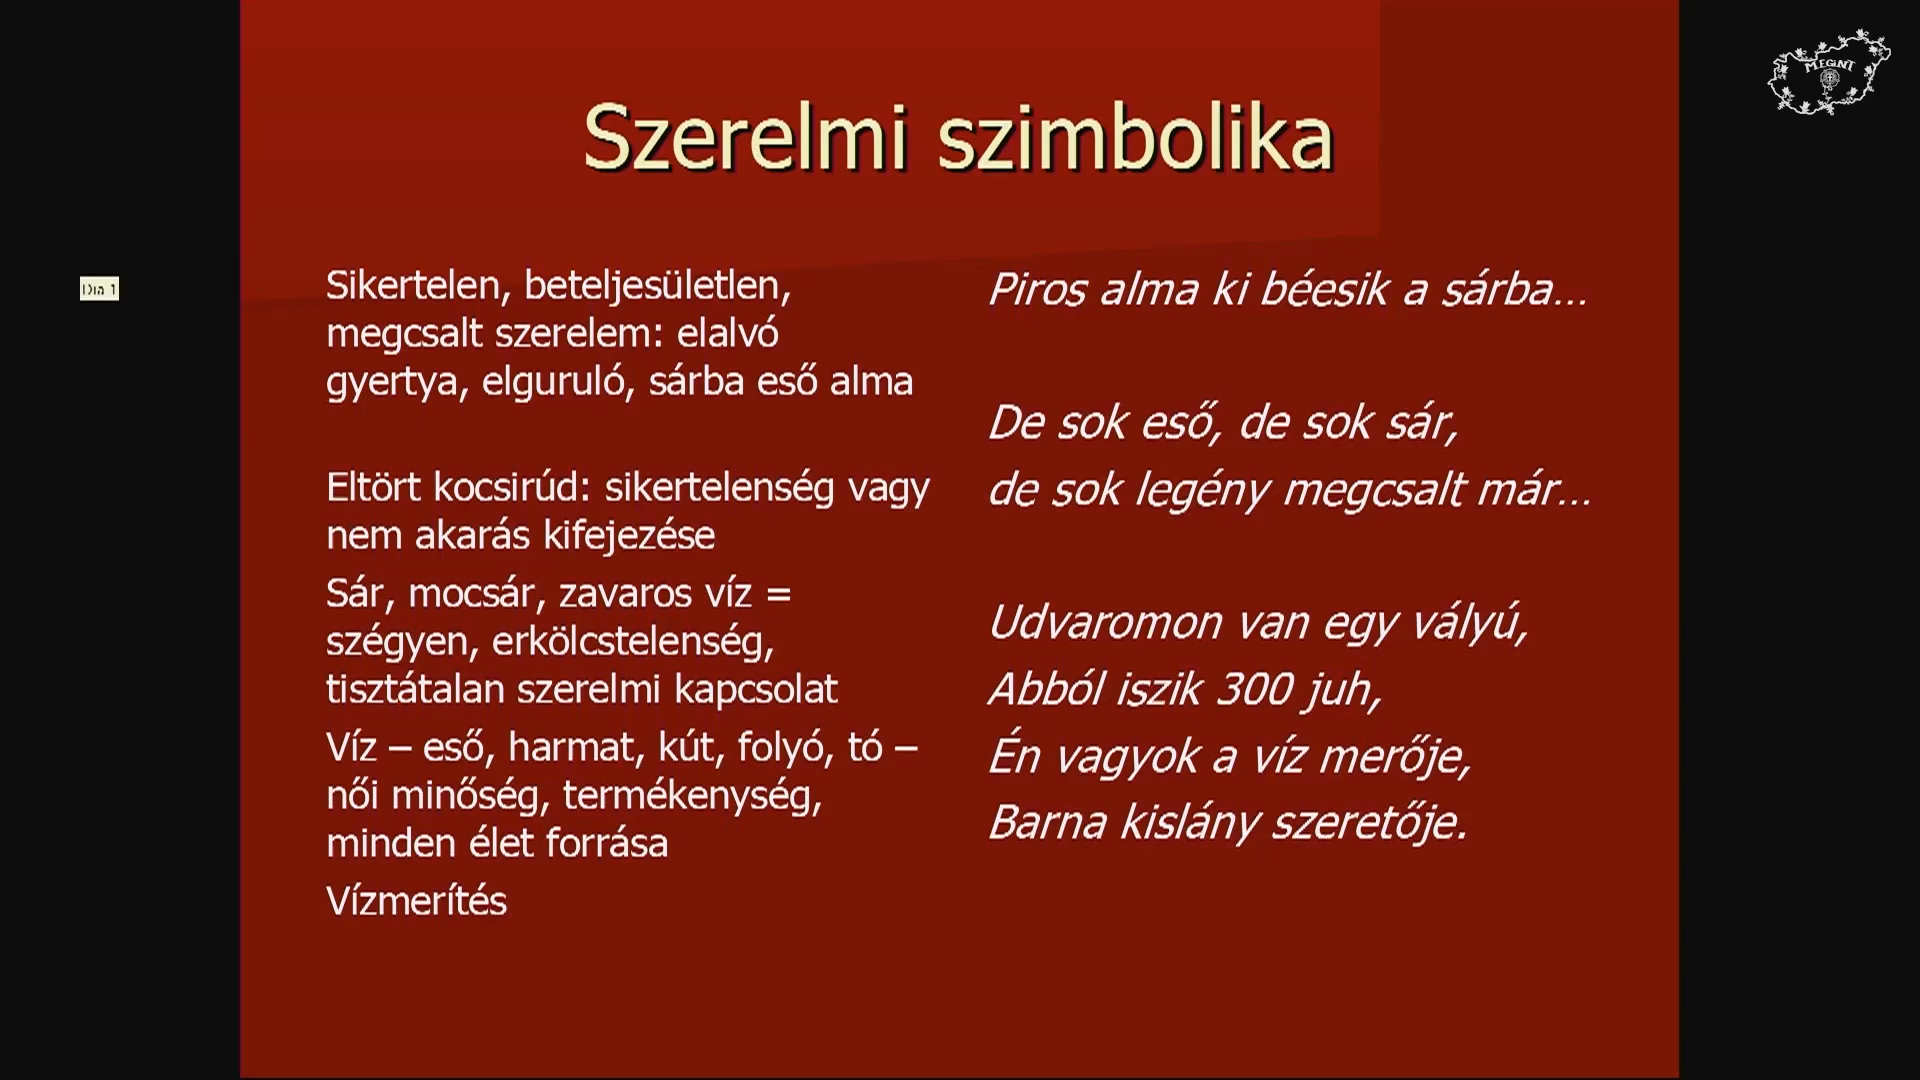 MEGINT
Szerelmi szimbolika
Dia 1
Sikertelen, beteljesületlen,
megcsalt szerelem: elalvó
gyertya, elguruló, sárba eső alma
Eltört kocsirúd: sikertelenség vagy
nem akarás kifejezése
Sár, mocsár, zavaros víz =
szégyen, erkölcstelenség,
tisztátalan szerelmi kapcsolat
Víz – eső, harmat, kút, folyó, tó –
női minőség, termékenység,
minden élet forrása
Vízmerítés
Piros alma ki béesik a sárba...
De sok eső, de sok sár,
de sok legény megcsalt már...
Udvaromon van egy vályú,
Abból iszik 300 juh,
Én vagyok a víz merője,
Barna kislány szeretője.